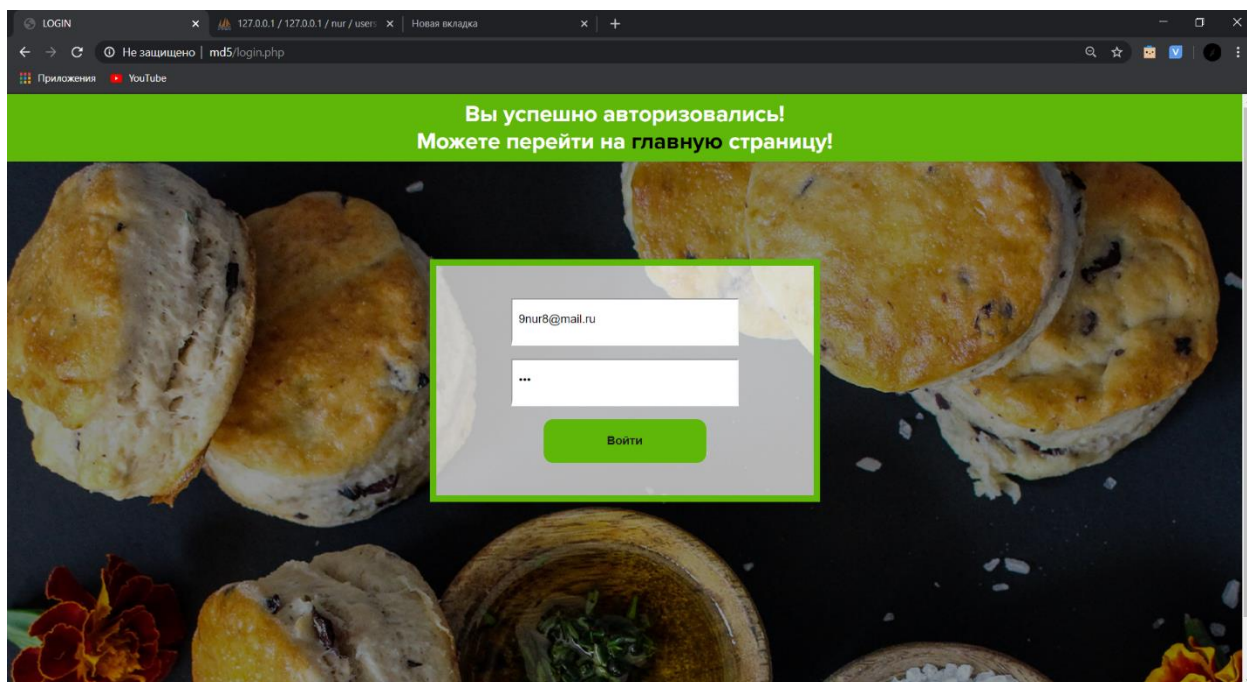 LOGIN
127.0.0.1 / 127.0.0.1 / nur / users
Новая вкладка
Не защищено | md5/login.php
Приложения
YouTube
Вы успешно авторизовались!
Можете перейти на главную страницу!
9nur8@mail.ru
•••
Войти